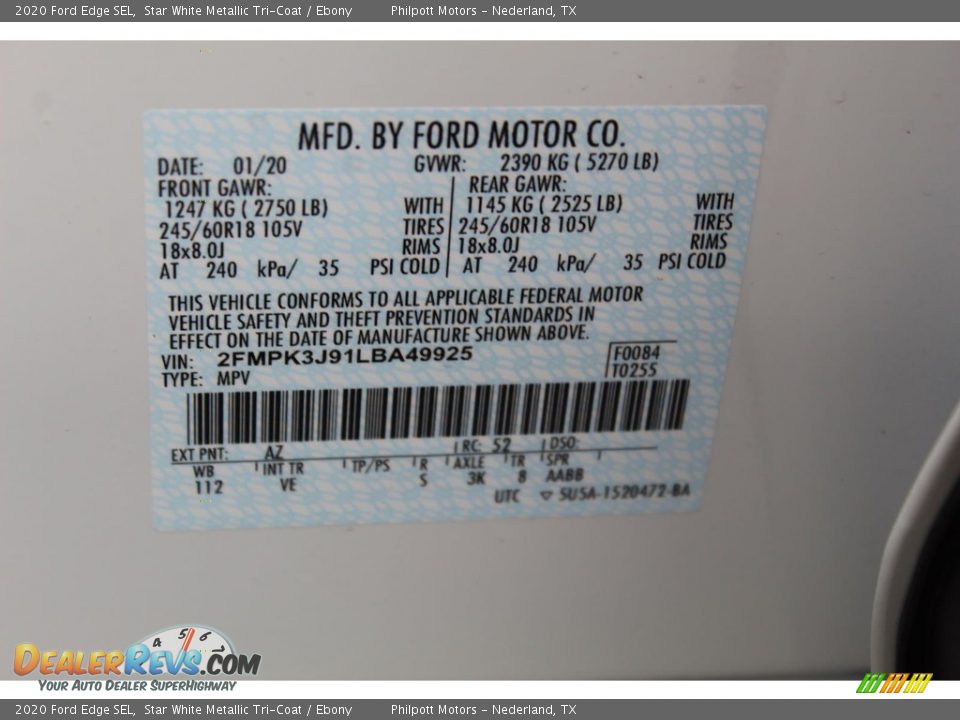 2020 Ford Edge SEL, Star White Metallic Tri-Coat / Ebony Philpott Motors - Nederland, TX
MFD. BY FORD MOTOR CO.
DATE: 01/20 GVWR: 2390 KG ( 5270 LB)
FRONT GAWR: REAR GAWR:
1247 KG ( 2750 LB) WITH 1145 KG ( 2525 LB) WITH
245/60R18 105V TIRES 245/60R18 105V TIRES
18x8.0J RIMS 18x8.0J RIMS
AT 240 kPa/ 35 PSI COLD AT 240 kPa/ 35 PSI COLD
THIS VEHICLE CONFORMS TO ALL APPLICABLE FEDERAL MOTOR
VEHICLE SAFETY AND THEFT PREVENTION STANDARDS IN
EFFECT ON THE DATE OF MANUFACTURE SHOWN ABOVE.
VIN: 2FMPK3J91LBA49925 F0084
TYPE: MPV T0255
EXT PNT: AZ RC: 52 DSO:
WB INT TR TP/PS R AXLE TR SPR
112 VE S 3K 8 AABB
UTC ▽ 5U5A-1520472-BA
4 5 6
DEALERREVS.COM
YOUR AUTO DEALER SUPERHIGHWAY
2020 Ford Edge SEL, Star White Metallic Tri-Coat / Ebony Philpott Motors - Nederland, TX